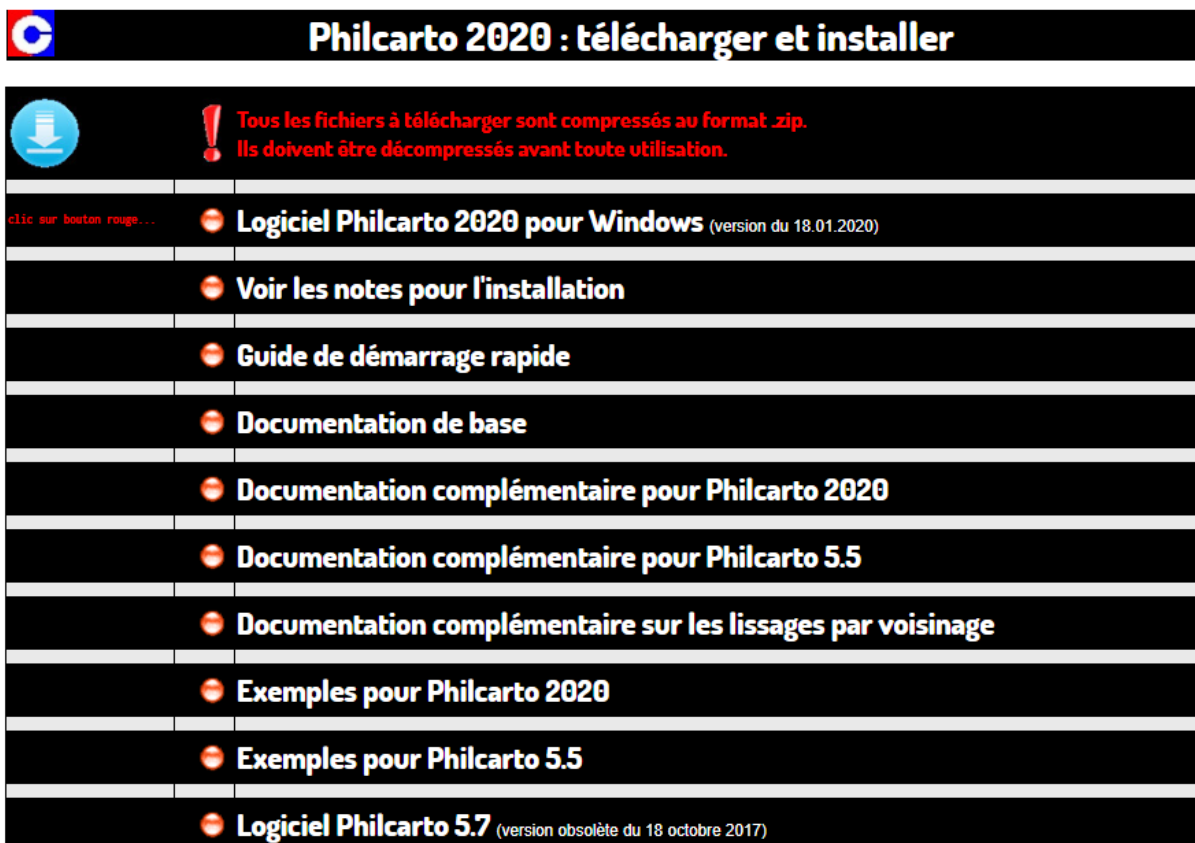 Philcarto 2020 : télécharger et installer
Tous les fichiers à télécharger sont compressés au format .zip.
Ils doivent être décompressés avant toute utilisation.
clic sur bouton rouge...
Logiciel Philcarto 2020 pour Windows (version du 18.01.2020)
Voir les notes pour l'installation
Guide de démarrage rapide
Documentation de base
Documentation complémentaire pour Philcarto 2020
Documentation complémentaire pour Philcarto 5.5
Documentation complémentaire sur les lissages par voisinage
Exemples pour Philcarto 2020
Exemples pour Philcarto 5.5
Logiciel Philcarto 5.7 (version obsolète du 18 octobre 2017)